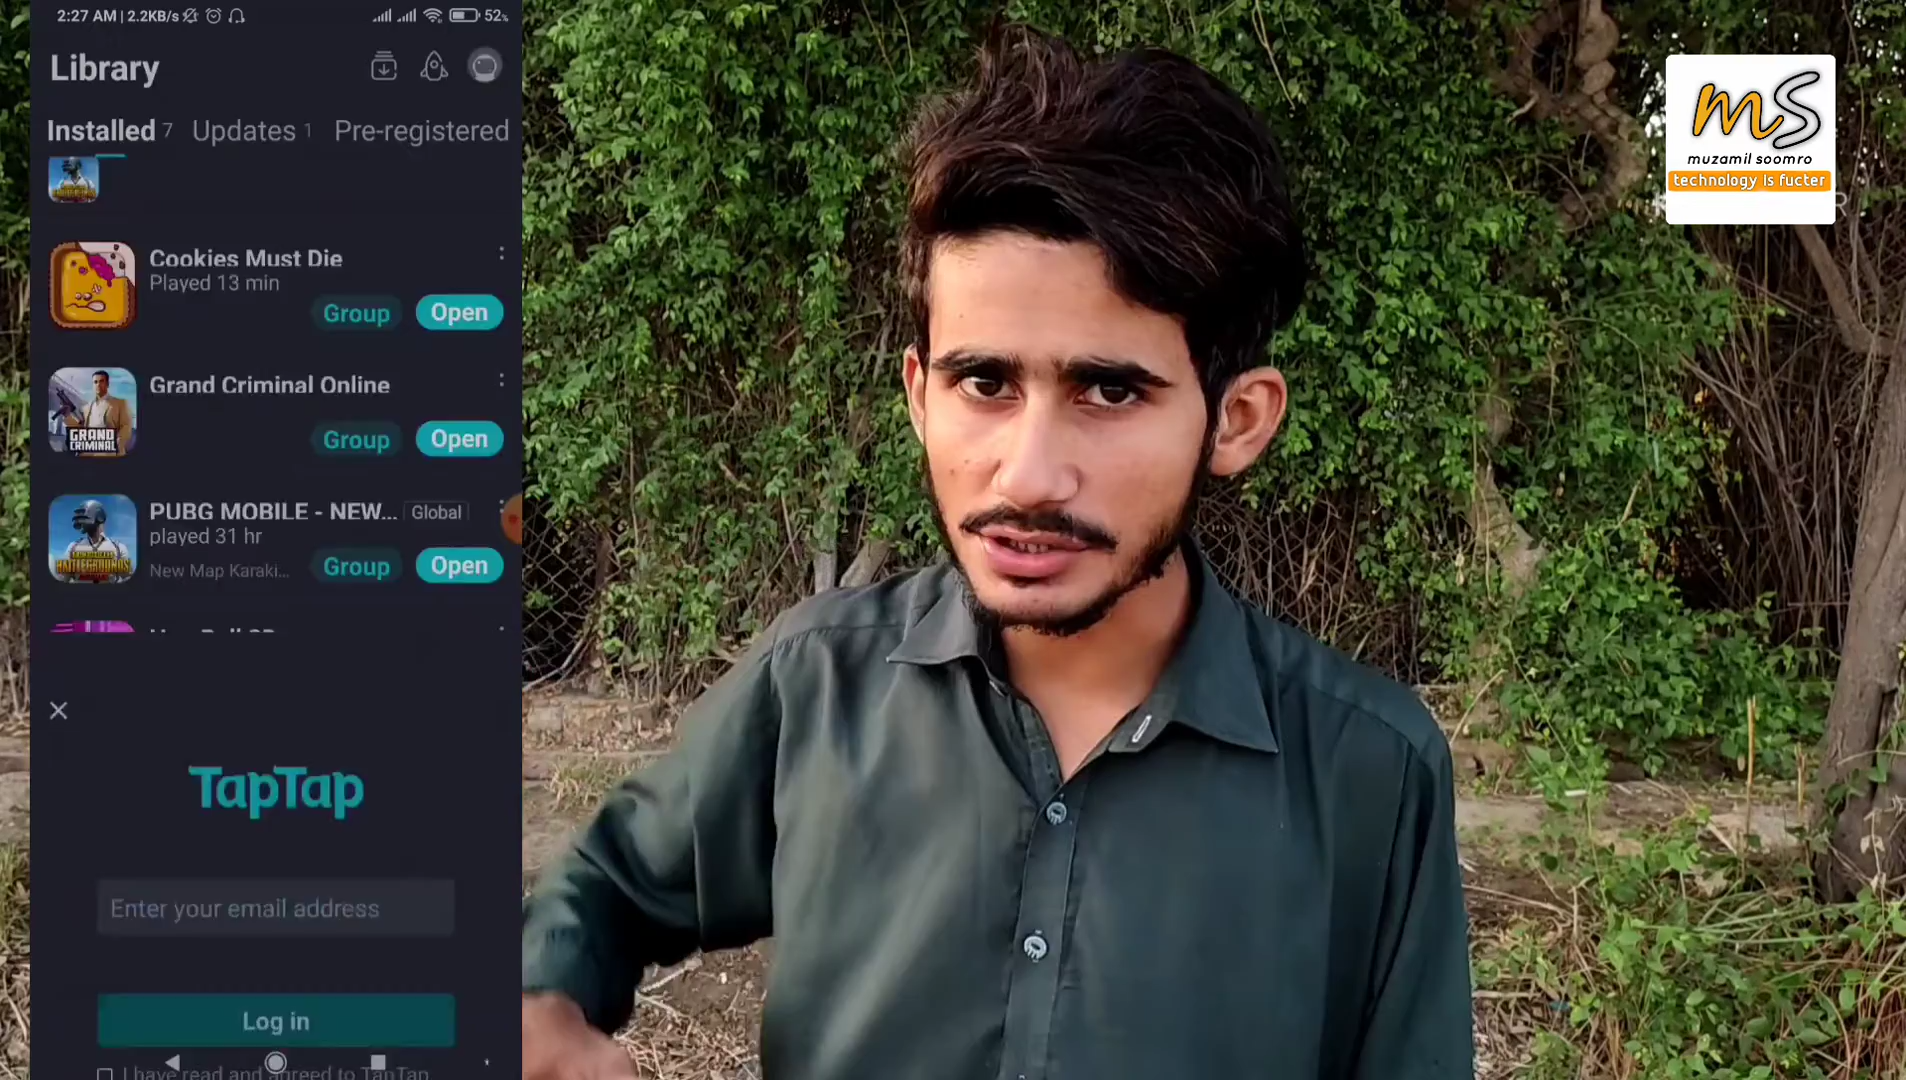 2:27 AM | 2.2KB/s
52%
Library
Installed 7
Updates 1
Pre-registered
Cookies Must Die
Played 13 min
Group
Open
Grand Criminal Online
GRAND
CRIMINAL
Group
Open
PUBG MOBILE - NEW...
Global
played 31 hr
New Map Karaki...
Group
Open
TapTap
Enter your email address
Log in
I have read and agreed to TapTap
mS
muzamil soomro
technology Is fucter